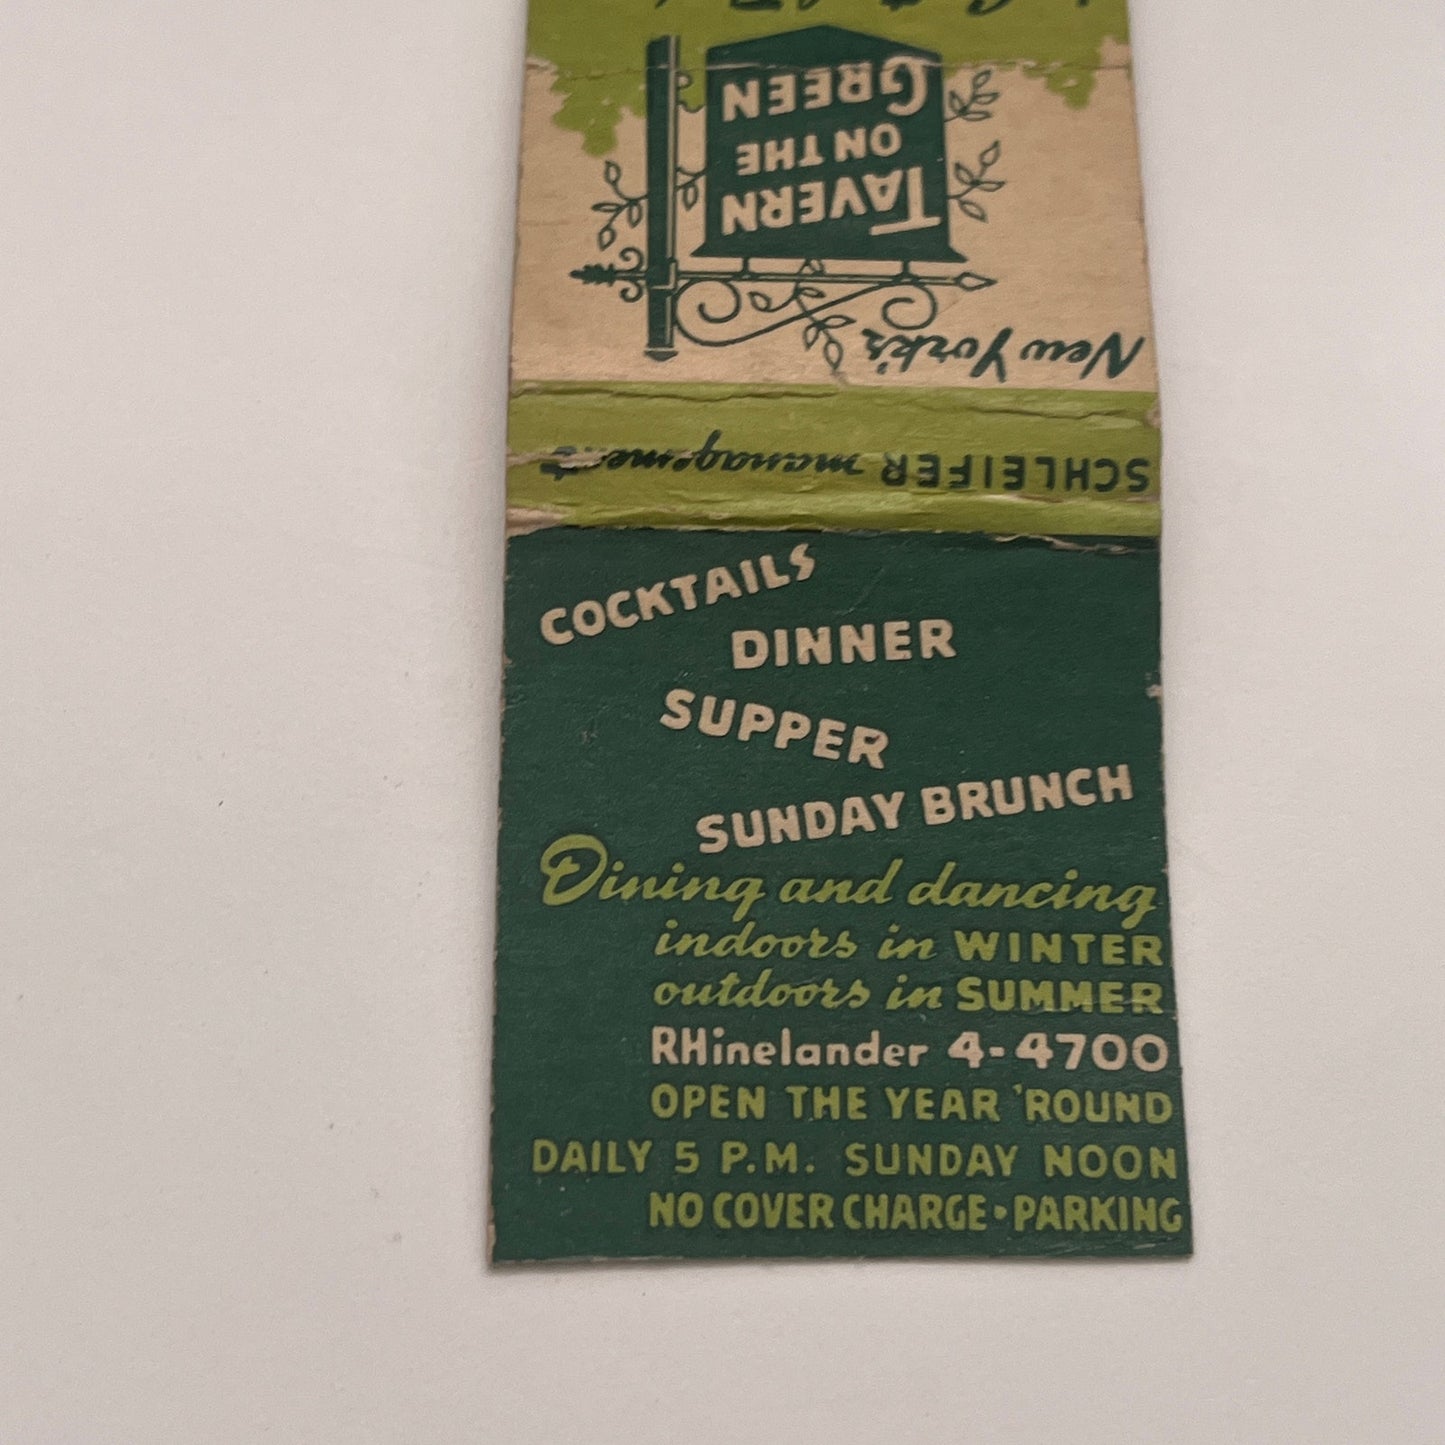 New York's
TAVERN
ON THE
GREEN
SCHLEIFER management
COCKTAILS
DINNER
SUPPER
SUNDAY BRUNCH
Dining and dancing
indoors in WINTER
outdoors in SUMMER
RHinelander 4-4700
OPEN THE YEAR 'ROUND
DAILY 5 P.M. SUNDAY NOON
NO COVER CHARGE • PARKING